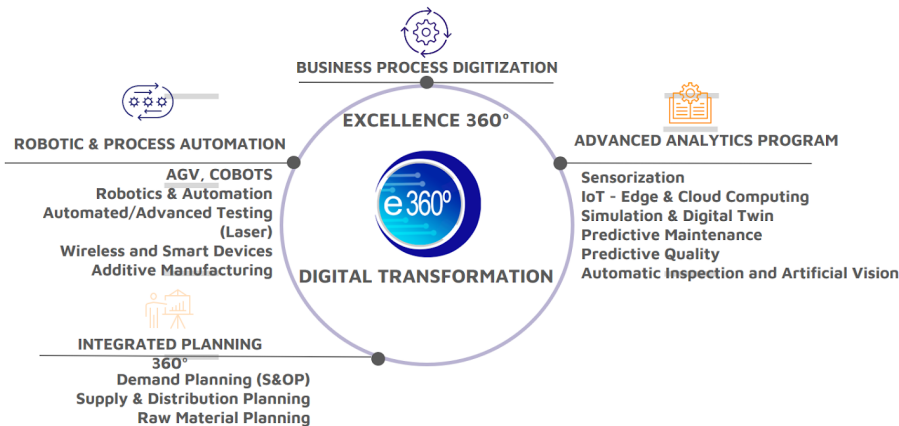 BUSINESS PROCESS DIGITIZATION
EXCELLENCE 360°
ROBOTIC & PROCESS AUTOMATION
AGV, COBOTS
Robotics & Automation
Automated/Advanced Testing
(Laser)
Wireless and Smart Devices
Additive Manufacturing
ADVANCED ANALYTICS PROGRAM
Sensorization
IoT - Edge & Cloud Computing
Simulation & Digital Twin
Predictive Maintenance
Predictive Quality
Automatic Inspection and Artificial Vision
e 360º
DIGITAL TRANSFORMATION
INTEGRATED PLANNING
360°
Demand Planning (S&OP)
Supply & Distribution Planning
Raw Material Planning